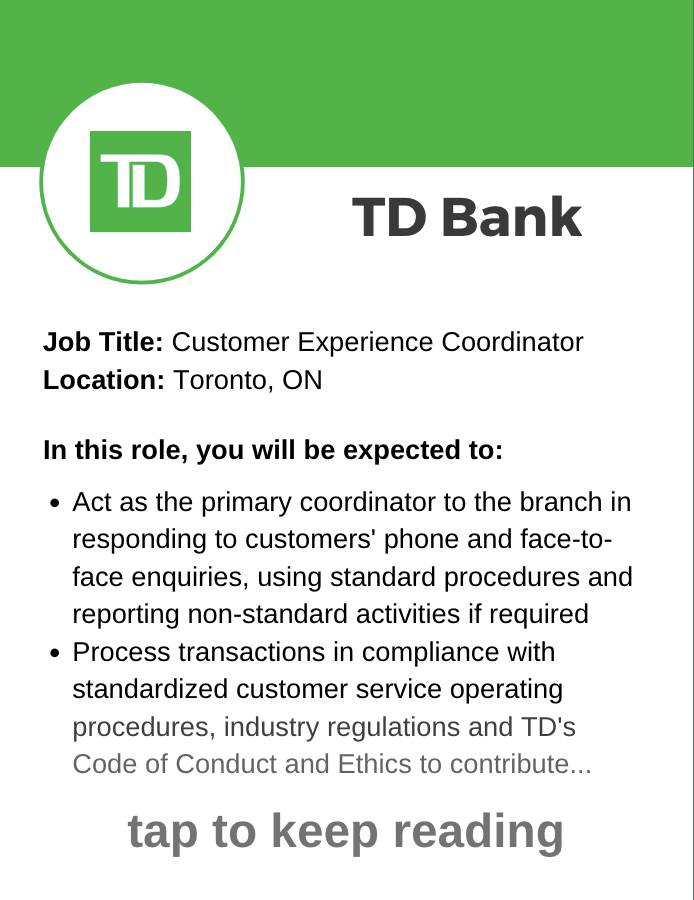 TD
TD Bank
Job Title: Customer Experience Coordinator
Location: Toronto, ON
In this role, you will be expected to:
• Act as the primary coordinator to the branch in
responding to customers' phone and face-to-
face enquiries, using standard procedures and
reporting non-standard activities if required
• Process transactions in compliance with
standardized customer service operating
procedures, industry regulations and TD's
Code of Conduct and Ethics to contribute...
tap to keep reading